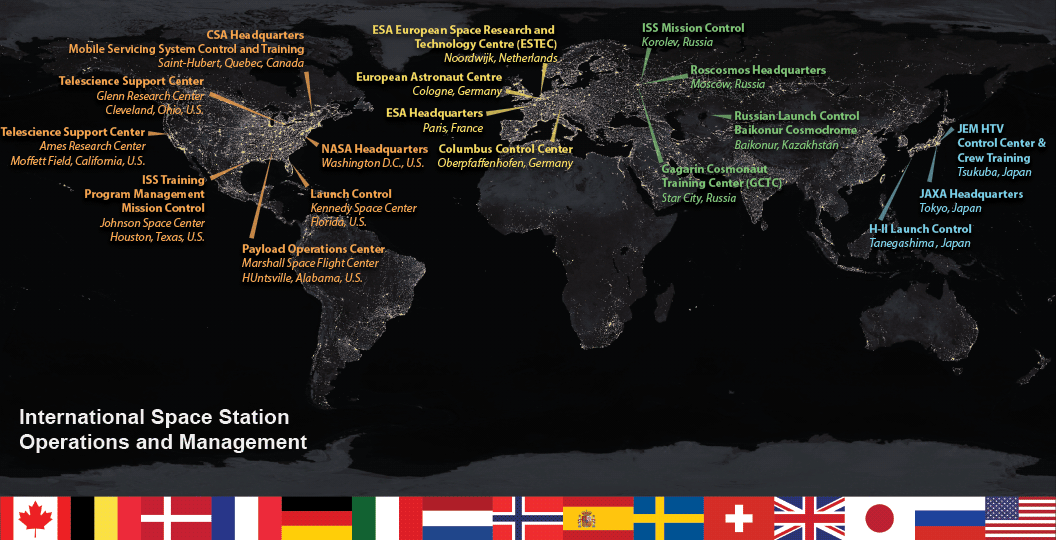 CSA Headquarters
Mobile Servicing System Control and Training
Saint-Hubert, Quebec, Canada
Telescience Support Center
Glenn Research Center
Cleveland, Ohio, U.S.
Telescience Support Center
Ames Research Center
Moffett Field, California, U.S.
ISS Training
Program Management
Mission Control
Johnson Space Center
Houston, Texas, U.S.
NASA Headquarters
Washington D.C., U.S.
Launch Control
Kennedy Space Center
Florida, U.S.
Payload Operations Center
Marshall Space Flight Center
HUntsville, Alabama, U.S.
ESA European Space Research and
Technology Centre (ESTEC)
Noordwijk, Netherlands
European Astronaut Centre
Cologne, Germany
ESA Headquarters
Paris, France
Columbus Control Center
Oberpfaffenhofen, Germany
ISS Mission Control
Korolev, Russia
Roscosmos Headquarters
Moscow, Russia
Russian Launch Control
Baikonur Cosmodrome
Baikonur, Kazakhstan
Gagarin Cosmonaut
Training Center (GCTC)
Star City, Russia
JEM HTV
Control Center &
Crew Training
Tsukuba, Japan
JAXA Headquarters
Tokyo, Japan
H-II Launch Control
Tanegashima , Japan
International Space Station
Operations and Management